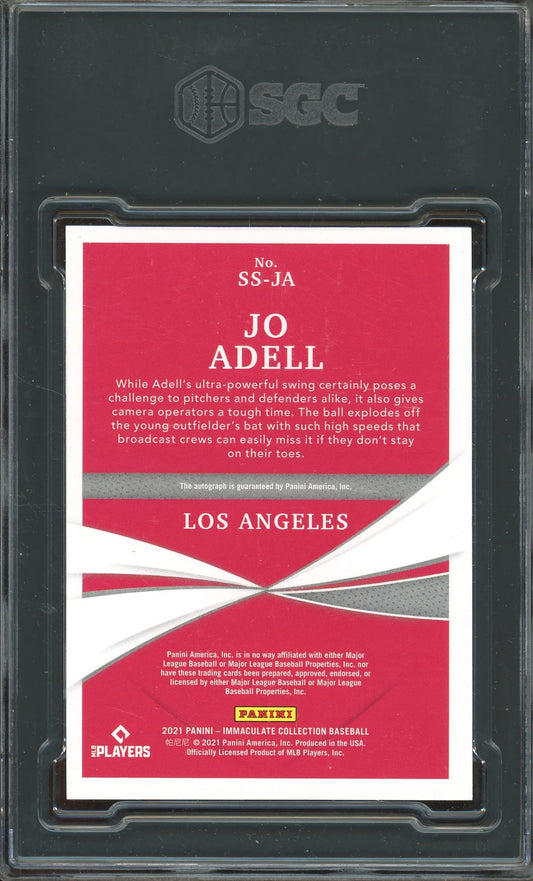 SGC
No.
SS-JA
JO
ADELL
While Adell's ultra-powerful swing certainly poses a
challenge to pitchers and defenders alike, it also gives
camera operators a tough time. The ball explodes off
the young outfielder's bat with such high speeds that
broadcast crews can easily miss it if they don't stay
on their toes.
The autograph is guaranteed by Panini America, Inc.
LOS ANGELES
Panini America, Inc. is in no way affiliated with either Major
League Baseball or Major League Baseball Properties, Inc. nor
have these trading cards been prepared, approved, endorsed, or
licensed by either Major League Baseball or Major League
Baseball Properties, Inc.
PANINI
2021 PANINI – IMMACULATE COLLECTION BASEBALL
帕尼尼 © 2021 Panini America, Inc. Produced in the USA.
Officially Licensed Product of MLB Players, Inc.
MLB PLAYERS